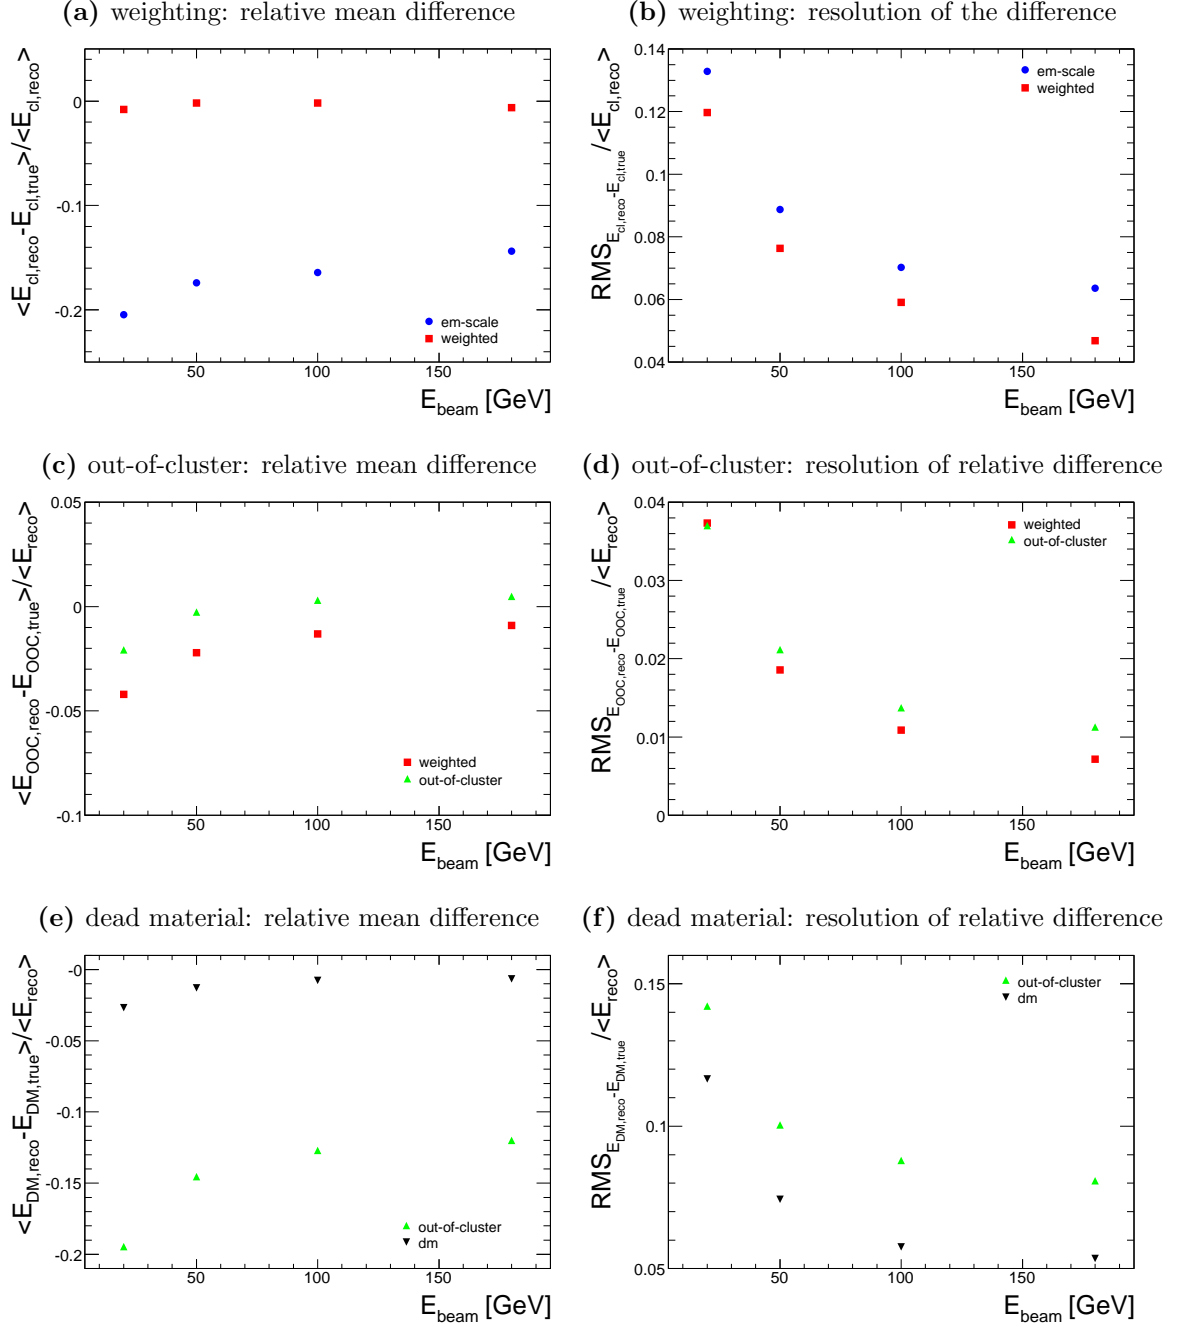 (a) weighting: relative mean difference
<E_cl,reco-E_cl,true>/<E_cl,reco>
0
-0.1
-0.2
em-scale
weighted
50
100
150
E_beam [GeV]
(b) weighting: resolution of the difference
RMS_E_cl,reco-E_cl,true/<E_cl,reco>
0.14
0.12
0.1
0.08
0.06
0.04
em-scale
weighted
50
100
150
E_beam [GeV]
(c) out-of-cluster: relative mean difference
<E_OOC,reco-E_OOC,true>/<E_reco>
0.05
0
-0.05
-0.1
weighted
out-of-cluster
50
100
150
E_beam [GeV]
(d) out-of-cluster: resolution of relative difference
RMS_E_OOC,reco-E_OOC,true/<E_reco>
0.04
0.03
0.02
0.01
0
weighted
out-of-cluster
50
100
150
E_beam [GeV]
(e) dead material: relative mean difference
<E_DM,reco-E_DM,true>/<E_reco>
-0
-0.05
-0.1
-0.15
-0.2
out-of-cluster
dm
50
100
150
E_beam [GeV]
(f) dead material: resolution of relative difference
RMS_E_DM,reco-E_DM,true/<E_reco>
0.15
0.1
0.05
out-of-cluster
dm
50
100
150
E_beam [GeV]